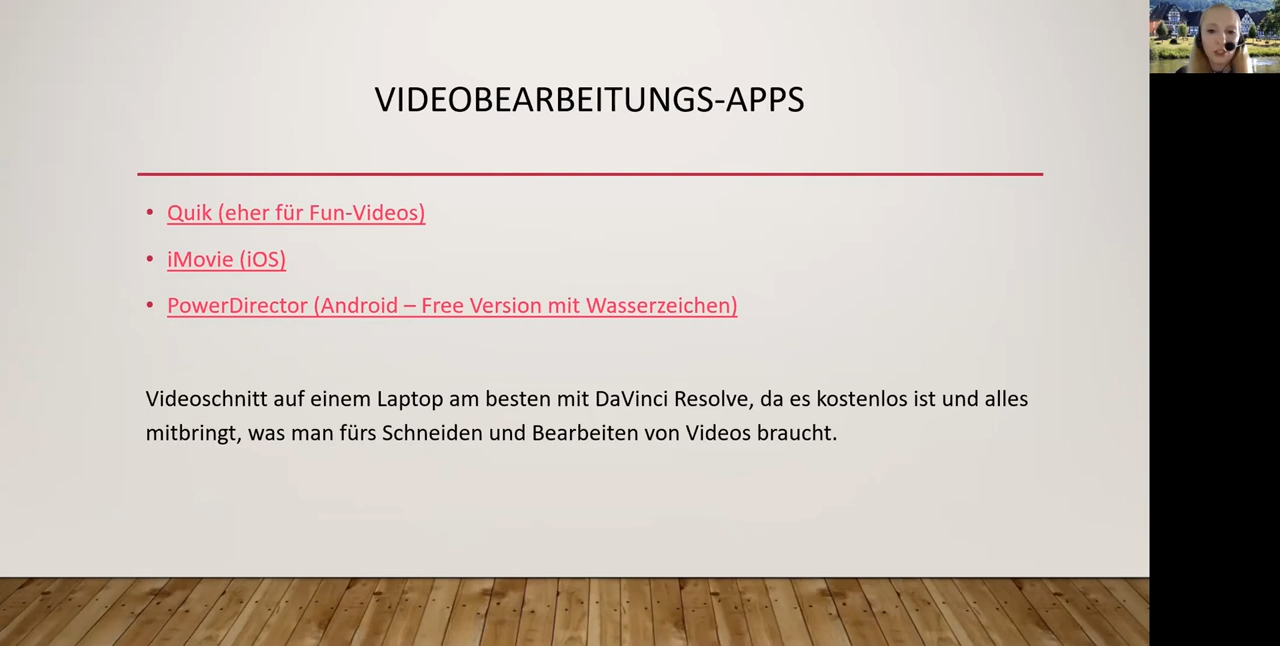 VIDEOBEARBEITUNGS-APPS
• Quik (eher für Fun-Videos)
• iMovie (iOS)
• PowerDirector (Android – Free Version mit Wasserzeichen)
Videoschnitt auf einem Laptop am besten mit DaVinci Resolve, da es kostenlos ist und alles
mitbringt, was man fürs Schneiden und Bearbeiten von Videos braucht.